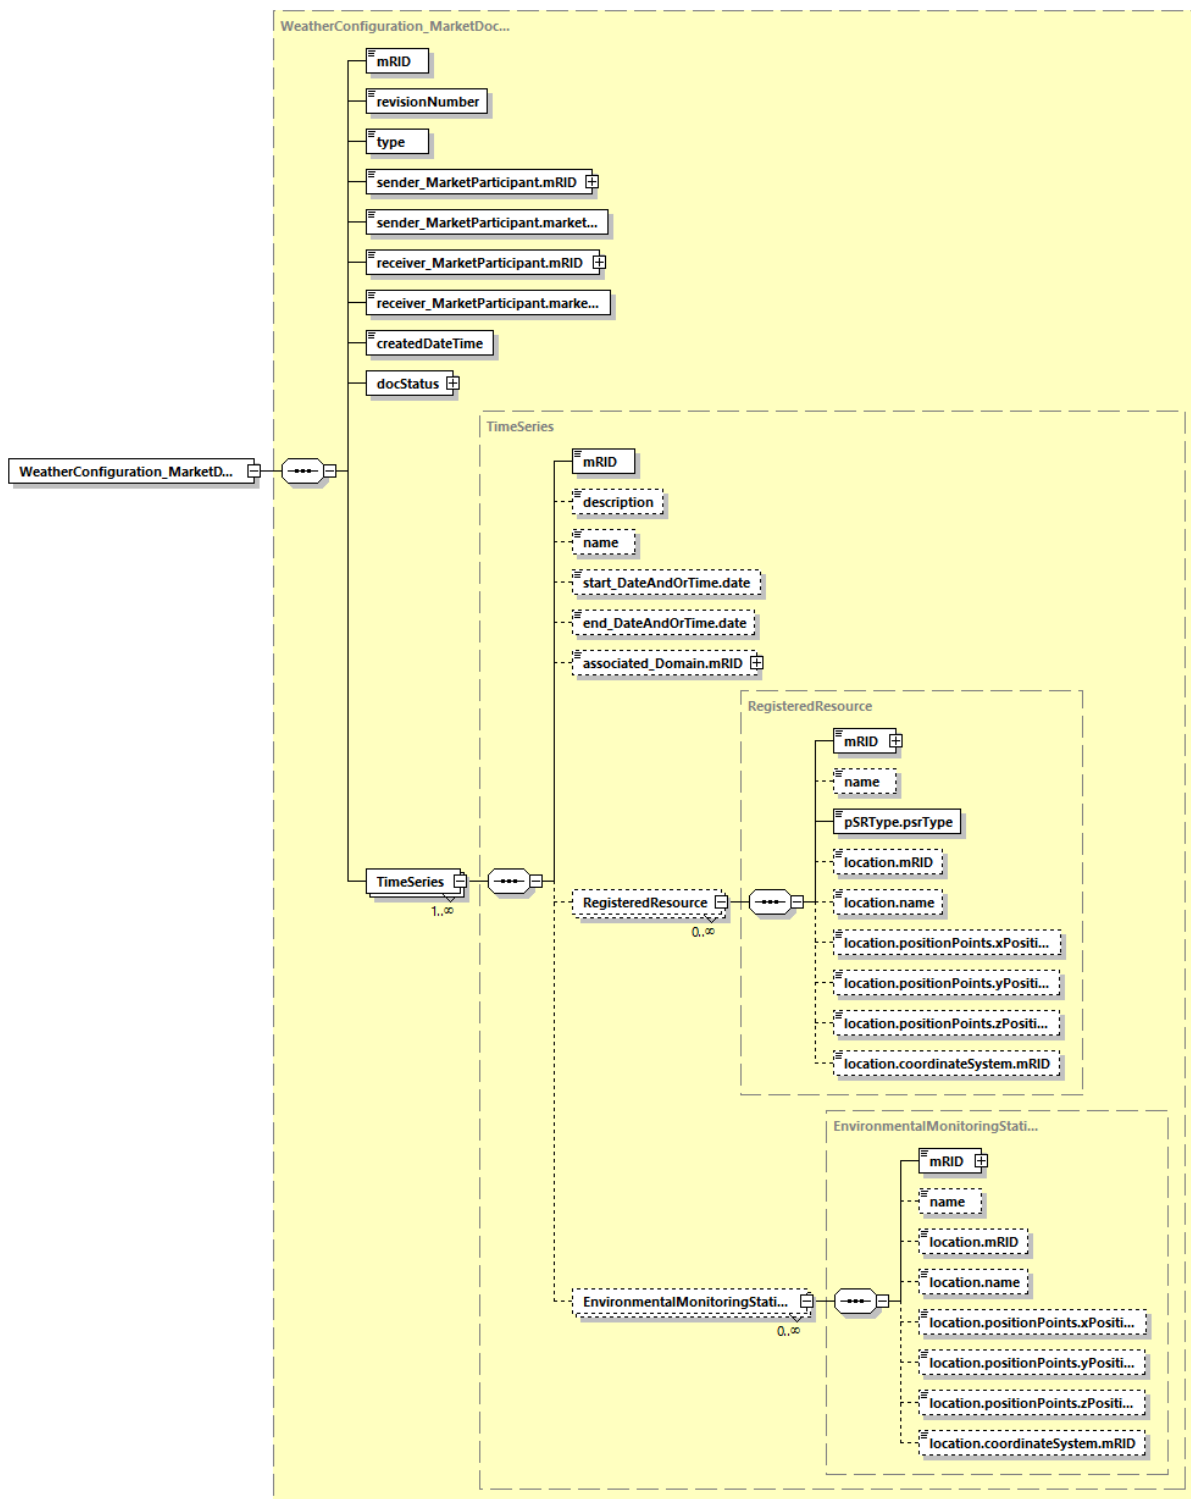 WeatherConfiguration_MarketDoc...
mRID
revisionNumber
type
sender_MarketParticipant.mRID
sender_MarketParticipant.market...
receiver_MarketParticipant.mRID
receiver_MarketParticipant.marke...
createdDateTime
docStatus
WeatherConfiguration_MarketD...
TimeSeries
mRID
description
name
start_DateAndOrTime.date
end_DateAndOrTime.date
associated_Domain.mRID
TimeSeries
1..∞
RegisteredResource
mRID
name
pSRType.psrType
location.mRID
RegisteredResource
0..∞
location.name
location.positionPoints.xPositi...
location.positionPoints.yPositi...
location.positionPoints.zPositi...
location.coordinateSystem.mRID
EnvironmentalMonitoringStati...
mRID
name
location.mRID
location.name
EnvironmentalMonitoringStati...
0..∞
location.positionPoints.xPositi...
location.positionPoints.yPositi...
location.positionPoints.zPositi...
location.coordinateSystem.mRID